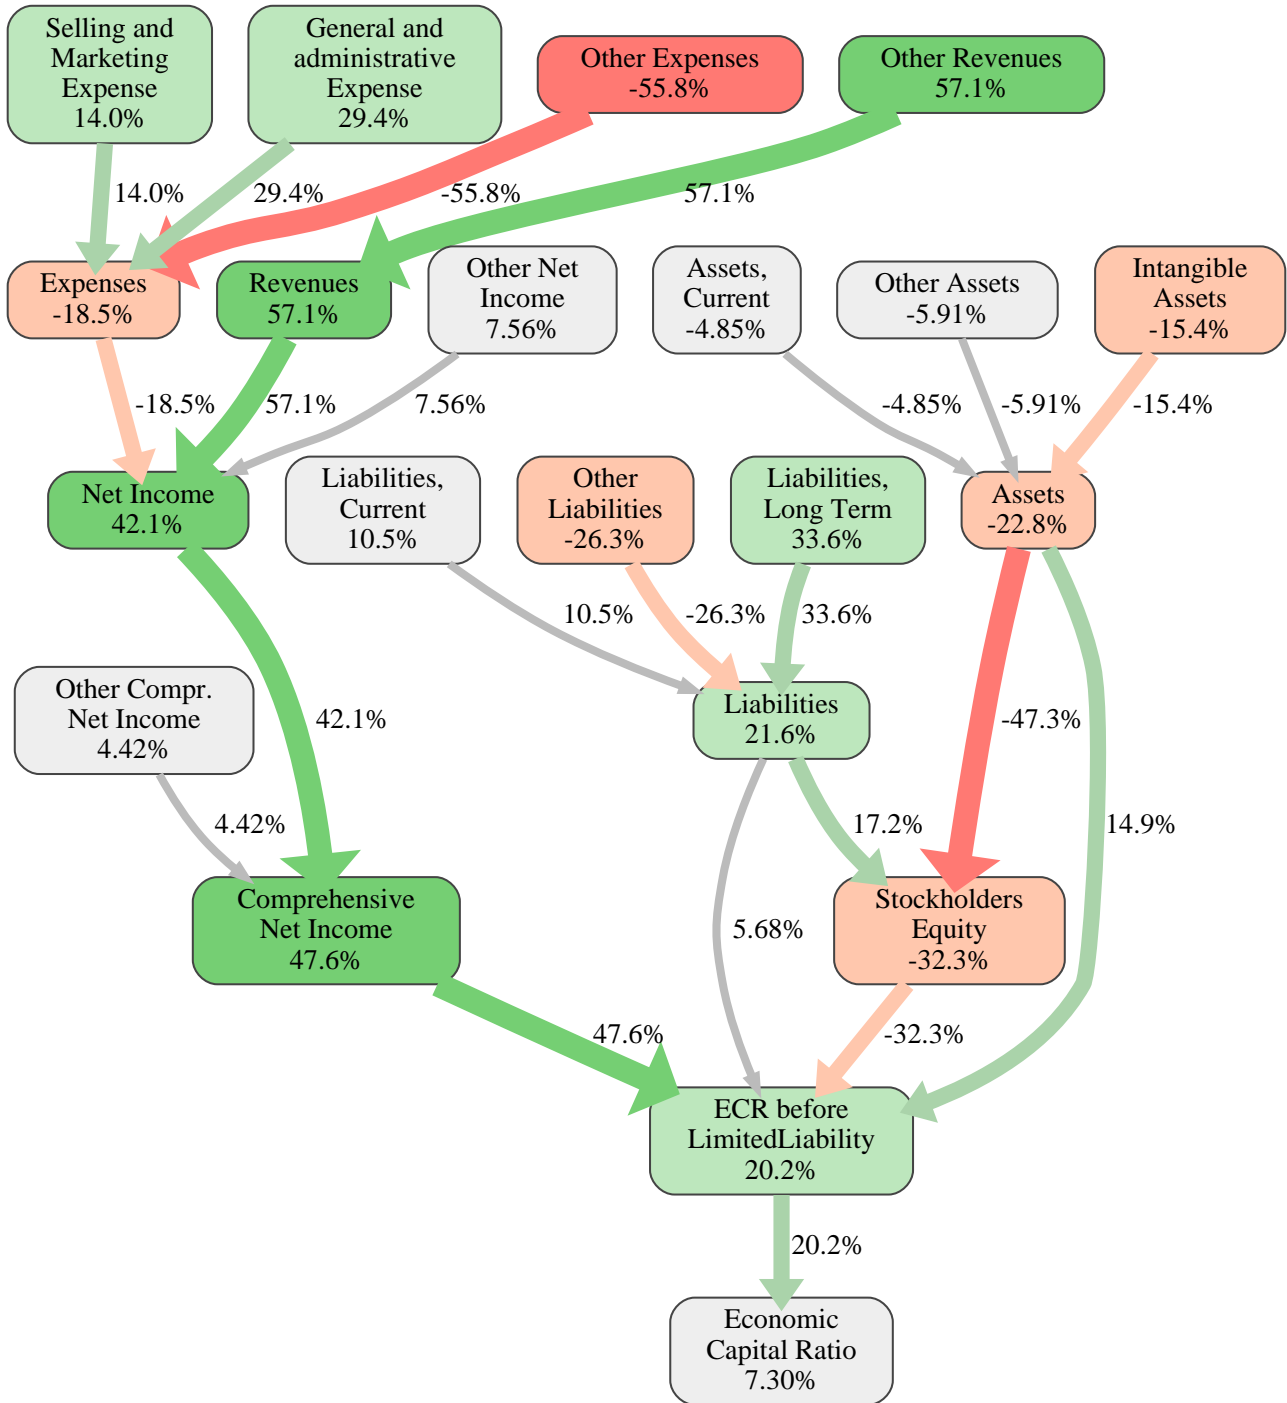 Selling and
Marketing
Expense
14.0%
General and
administrative
Expense
29.4%
Other Expenses
-55.8%
Other Revenues
57.1%
14.0%
29.4%
-55.8%
57.1%
Expenses
-18.5%
Revenues
57.1%
Other Net
Income
7.56%
Assets,
Current
-4.85%
Other Assets
-5.91%
Intangible
Assets
-15.4%
-18.5%
57.1%
7.56%
-4.85%
-5.91%
-15.4%
Net Income
42.1%
Liabilities,
Current
10.5%
Other
Liabilities
-26.3%
Liabilities,
Long Term
33.6%
Assets
-22.8%
10.5%
-26.3%
33.6%
Other Compr.
Net Income
4.42%
42.1%
Liabilities
21.6%
-47.3%
4.42%
17.2%
14.9%
Comprehensive
Net Income
47.6%
5.68%
Stockholders
Equity
-32.3%
47.6%
-32.3%
ECR before
LimitedLiability
20.2%
20.2%
Economic
Capital Ratio
7.30%